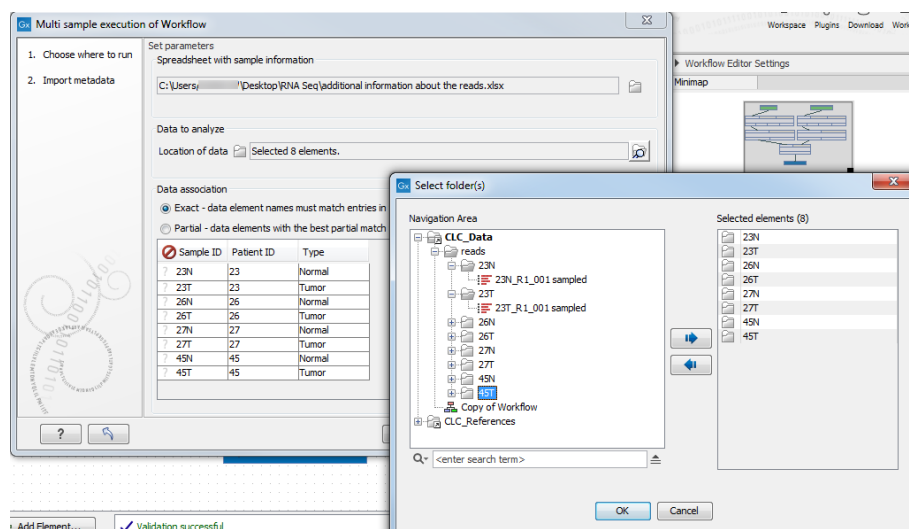 Gx Multi sample execution of Workflow
1. Choose where to run
2. Import metadata
Set parameters
Spreadsheet with sample information
C:\Users\ '\Desktop\RNA Seq\additional information about the reads.xlsx
Data to analyze
Location of data Selected 8 elements.
Data association
Exact - data element names must match entries in
Partial - data elements with the best partial match
Sample ID Patient ID Type
? 23N 23 Normal
? 23T 23 Tumor
? 26N 26 Normal
? 26T 26 Tumor
? 27N 27 Normal
? 27T 27 Tumor
? 45N 45 Normal
? 45T 45 Tumor
?
Workspace Plugins Download Work
Workflow Editor Settings
Minimap
Gx Select folder(s)
Navigation Area
CLC_Data
reads
23N
23N_R1_001 sampled
23T
23T_R1_001 sampled
26N
26T
27N
27T
45N
45T
Copy of Workflow
CLC_References
<enter search term>
Selected elements (8)
23N
23T
26N
26T
27N
27T
45N
45T
OK Cancel
Add Element... Validation successful